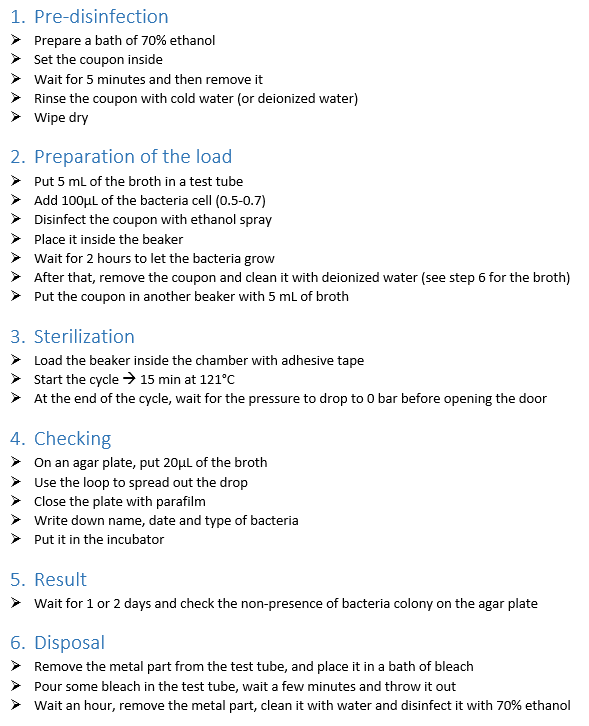 1. Pre-disinfection
➢ Prepare a bath of 70% ethanol
➢ Set the coupon inside
➢ Wait for 5 minutes and then remove it
➢ Rinse the coupon with cold water (or deionized water)
➢ Wipe dry
2. Preparation of the load
➢ Put 5 mL of the broth in a test tube
➢ Add 100µL of the bacteria cell (0.5-0.7)
➢ Disinfect the coupon with ethanol spray
➢ Place it inside the beaker
➢ Wait for 2 hours to let the bacteria grow
➢ After that, remove the coupon and clean it with deionized water (see step 6 for the broth)
➢ Put the coupon in another beaker with 5 mL of broth
3. Sterilization
➢ Load the beaker inside the chamber with adhesive tape
➢ Start the cycle → 15 min at 121°C
➢ At the end of the cycle, wait for the pressure to drop to 0 bar before opening the door
4. Checking
➢ On an agar plate, put 20µL of the broth
➢ Use the loop to spread out the drop
➢ Close the plate with parafilm
➢ Write down name, date and type of bacteria
➢ Put it in the incubator
5. Result
➢ Wait for 1 or 2 days and check the non-presence of bacteria colony on the agar plate
6. Disposal
➢ Remove the metal part from the test tube, and place it in a bath of bleach
➢ Pour some bleach in the test tube, wait a few minutes and throw it out
➢ Wait an hour, remove the metal part, clean it with water and disinfect it with 70% ethanol